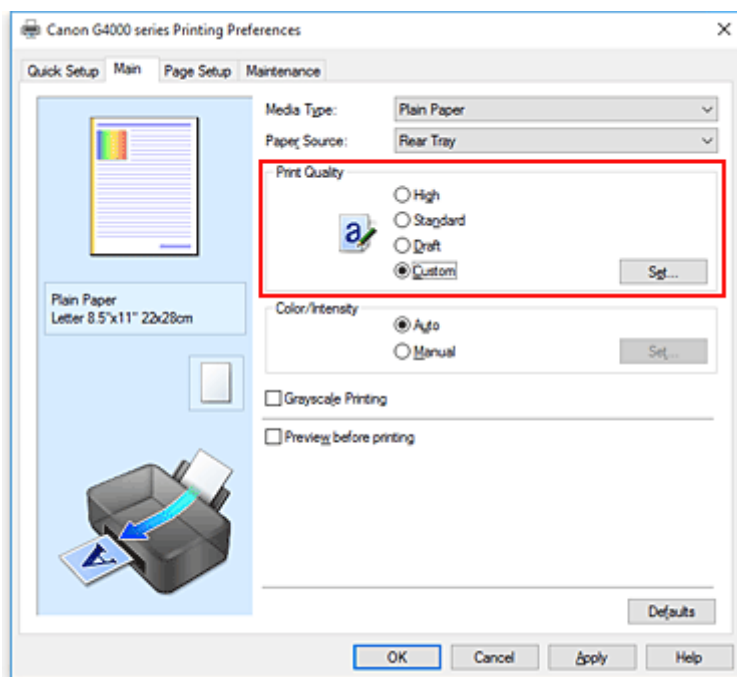 Canon G4000 series Printing Preferences
Quick Setup Main Page Setup Maintenance
Media Type: Plain Paper
Paper Source: Rear Tray
Print Quality
High
Standard
Draft
Custom Set...
a
Plain Paper
Letter 8.5"x11" 22x28cm
Color/Intensity
Auto
Manual Set...
Grayscale Printing
Preview before printing
A
Defaults
OK Cancel Apply Help